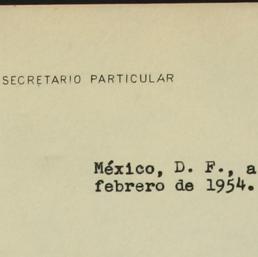 SECRETARIO PARTICULAR
México, D. F., a
febrero de 1954.